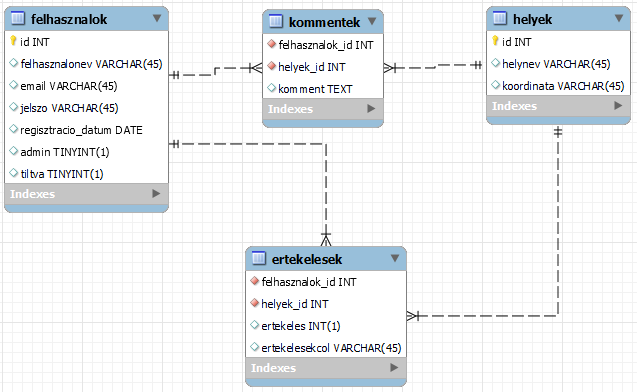 felhasznalok
id INT
felhasznalonev VARCHAR(45)
email VARCHAR(45)
jelszo VARCHAR(45)
regisztracio_datum DATE
admin TINYINT(1)
tiltva TINYINT(1)
Indexes
kommentek
felhasznalok_id INT
helyek_id INT
komment TEXT
Indexes
helyek
id INT
helynev VARCHAR(45)
koordinata VARCHAR(45)
Indexes
ertekelesek
felhasznalok_id INT
helyek_id INT
ertekeles INT(1)
ertekelesekcol VARCHAR(45)
Indexes